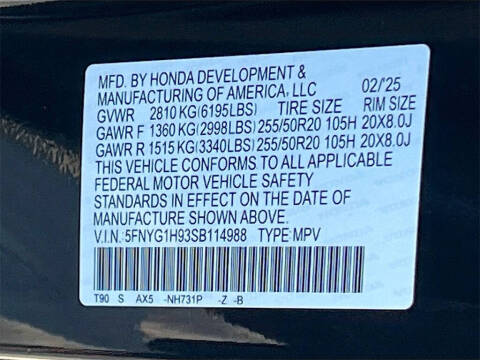 MFD. BY HONDA DEVELOPMENT &
MANUFACTURING OF AMERICA, LLC 02/'25
GVWR 2810 KG(6195LBS) TIRE SIZE RIM SIZE
GAWR F 1360 KG(2998LBS) 255/50R20 105H 20X8.0J
GAWR R 1515 KG(3340LBS) 255/50R20 105H 20X8.0J
THIS VEHICLE CONFORMS TO ALL APPLICABLE
FEDERAL MOTOR VEHICLE SAFETY
STANDARDS IN EFFECT ON THE DATE OF
MANUFACTURE SHOWN ABOVE.
V.I.N.:5FNYG1H93SB114988 TYPE:MPV
T90 S AX5 -NH731P -Z -B